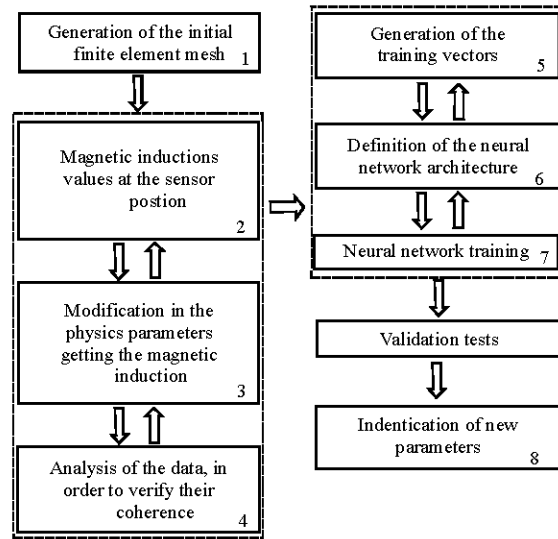 Generation of the initial
finite element mesh
1
Magnetic inductions
values at the sensor
postion
2
Modification in the
physics parameters
getting the magnetic
induction
3
Analysis of the data, in
order to verify their
coherence
4
Generation of the
training vectors
5
Definition of the neural
network architecture
6
Neural network training
7
Validation tests
Indentication of new
parameters
8